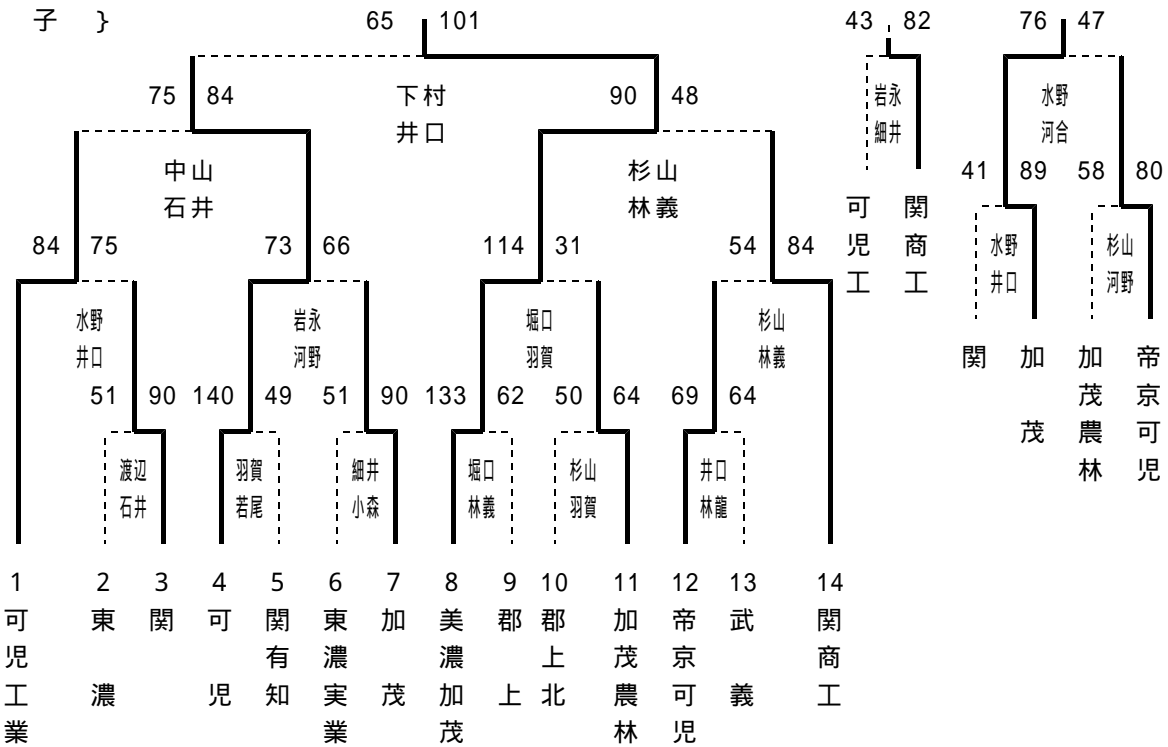 子 }
65 101
43 82
76 47
75 84
下村
井口
90 48
岩永
細井
水野
河合
中山
石井
杉山
林義
41 89
58 80
可児工
関商工
84 75
73 66
114 31
54 84
水野
井口
杉山
河野
水野
井口
岩永
河野
堀口
羽賀
杉山
林義
関
加茂
加茂農林
帝京可児
51 90
140 49
51 90
133 62
50 64
69 64
渡辺
石井
羽賀
若尾
細井
小森
堀口
林義
杉山
羽賀
井口
林龍
1 2 3 4 5 6 7 8 9 10 11 12 13 14
可児工業
東濃
関
可児
関有知
東濃実業
加茂
美濃加茂
郡上
郡上北
加茂農林
帝京可児
武義
関商工